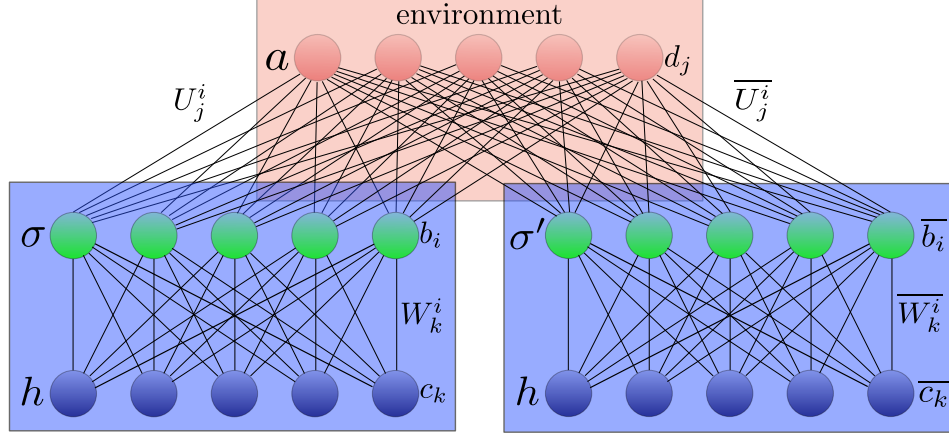 environment
a
d_j
U_j^i
\overline{U_j^i}
σ
b_i
σ′
\overline{b_i}
W_k^i
\overline{W_k^i}
h
c_k
h
\overline{c_k}